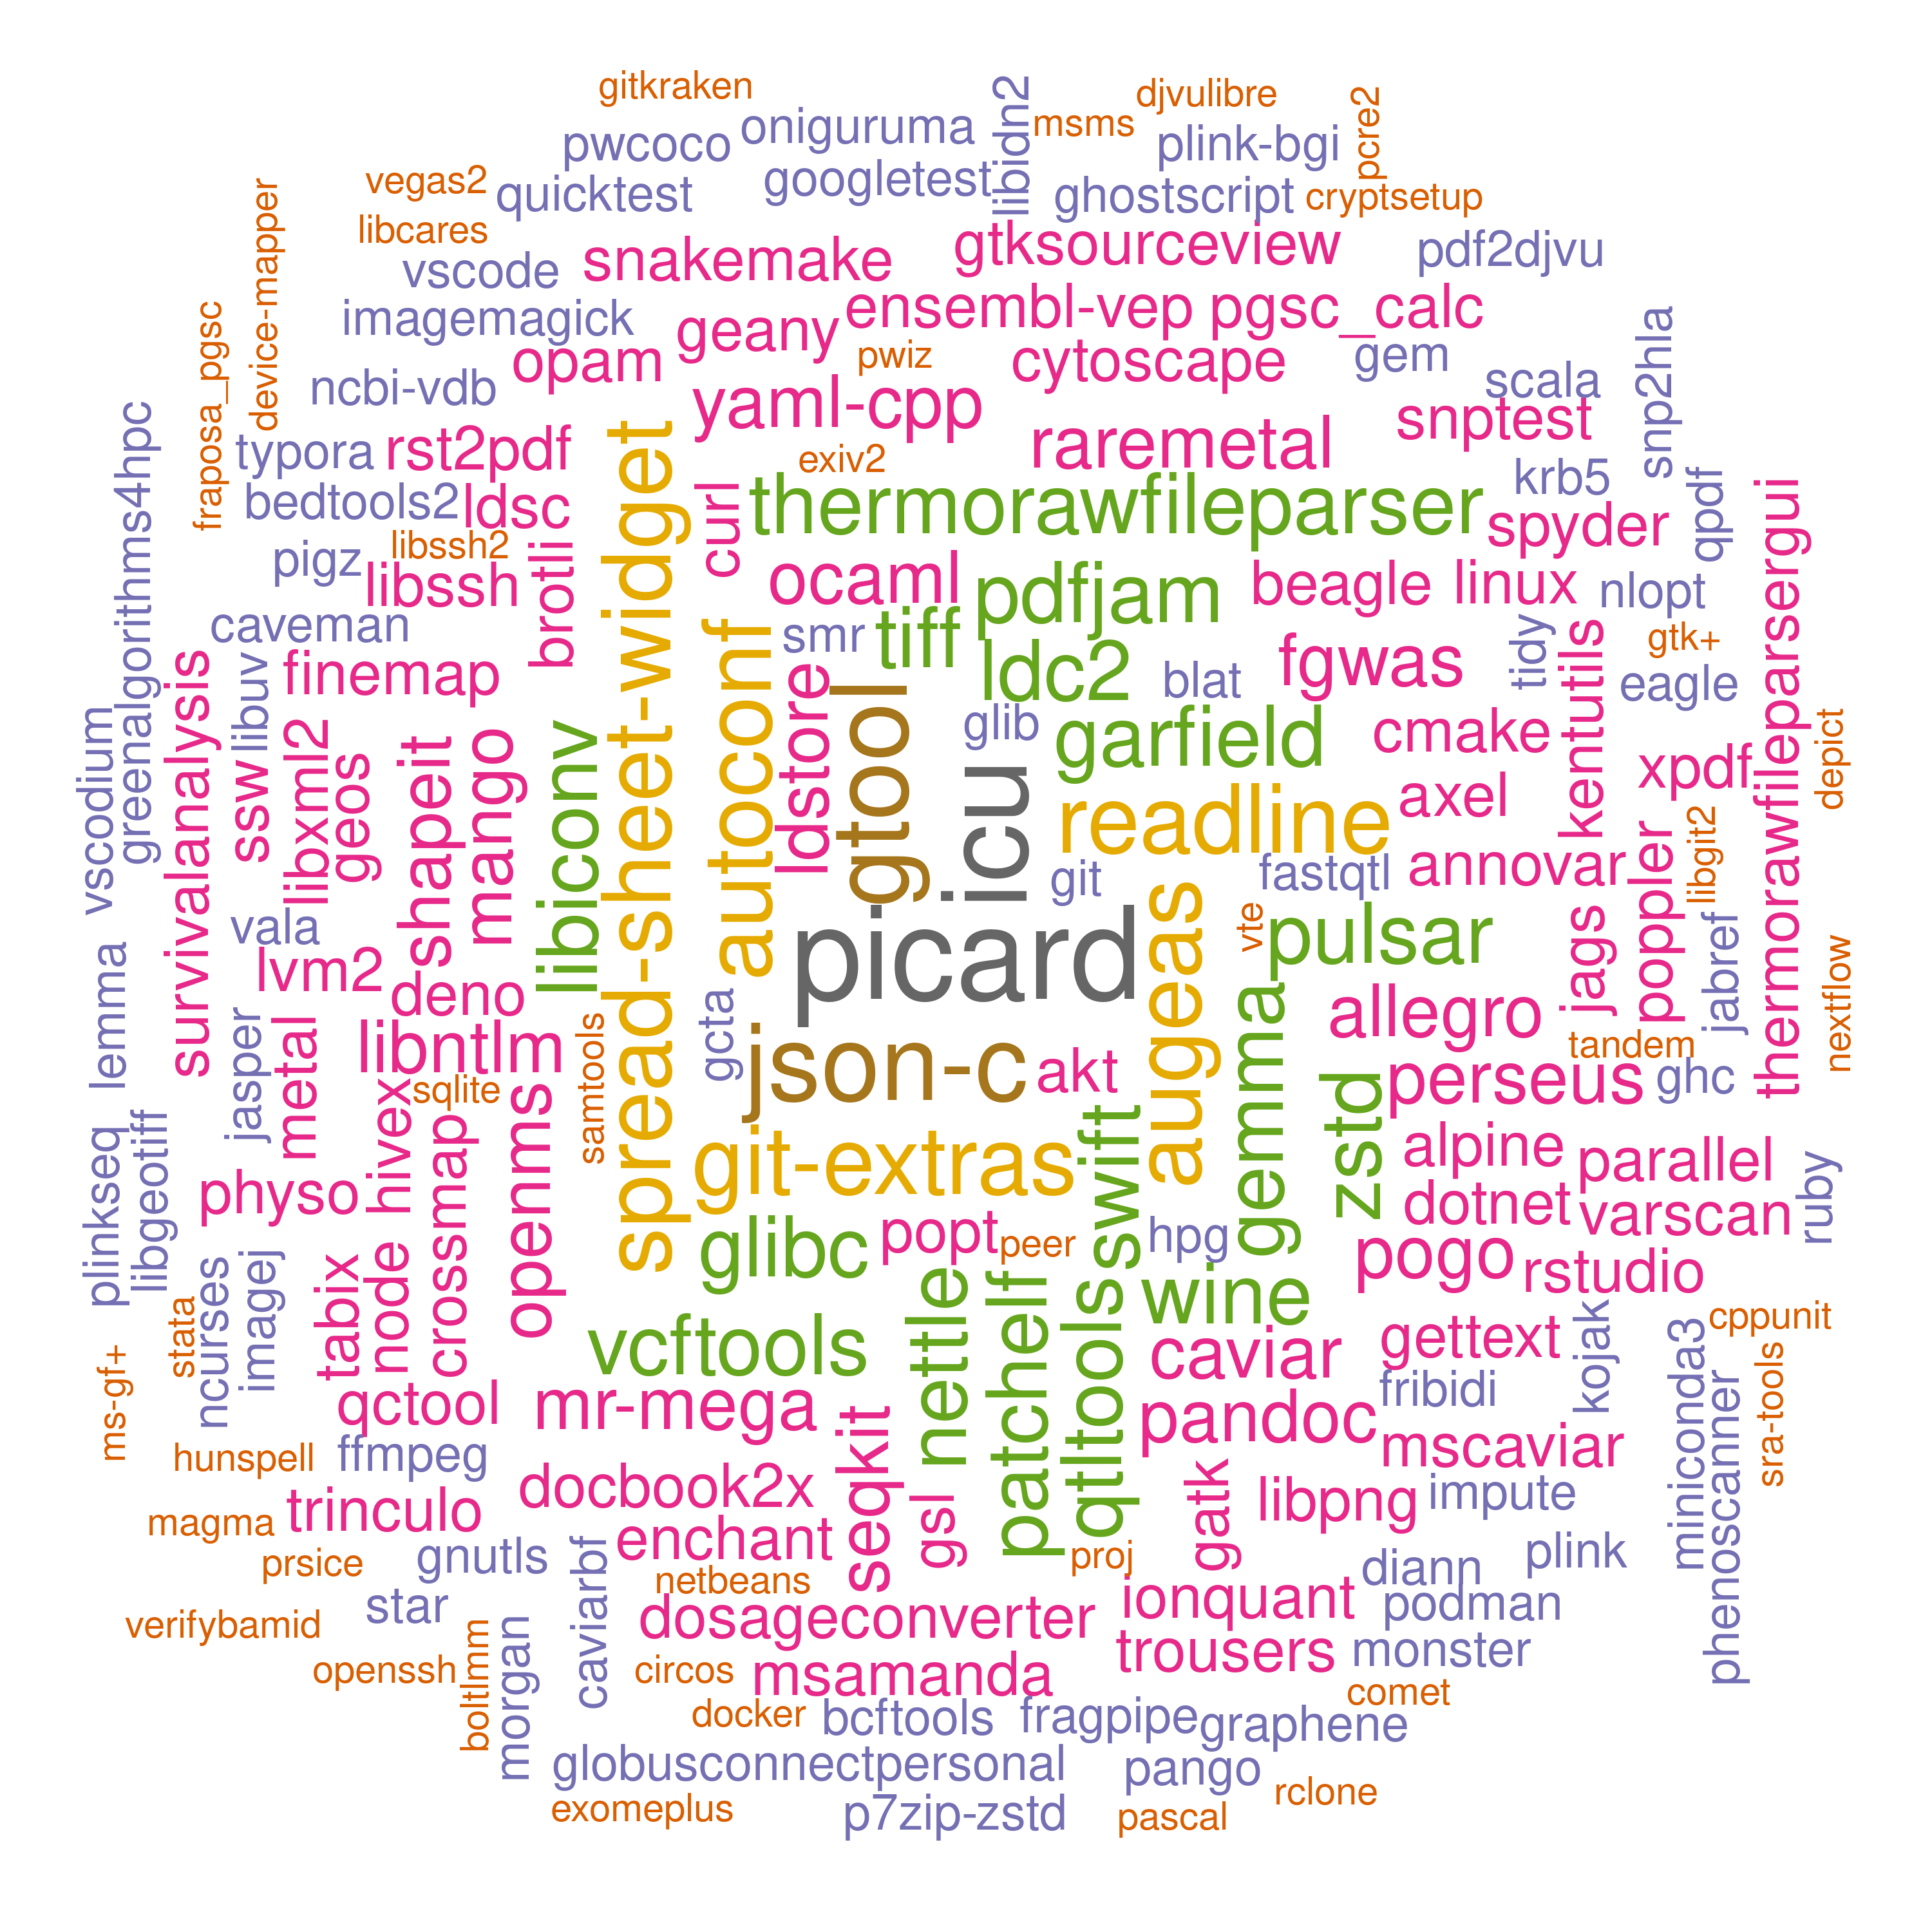 gitkraken
djvulibre
oniguruma
libidn2
msms
pcre2
pwcoco
plink-bgi
vegas2
quicktest
googletest
ghostscript
cryptsetup
device-mapper
libcares
vscode
snakemake
gtksourceview
pdf2djvu
imagemagick
geany
ensembl-vep
pgsc_calc
fraposa_pgsc
opam
pwiz
cytoscape
gem
scala
snp2hla
ncbi-vdb
yaml-cpp
snptest
greenalgorithms4hpc
typora
rst2pdf
spread-sheet-widget
exiv2
raremetal
krb5
qpdf
bedtools2
ldsc
curl
thermorawfileparser
spyder
thermorawfileparsergui
pigz
libssh2
libssh
brotli
ocaml
pdfjam
beagle
linux
nlopt
caveman
autoconf
smr
tiff
tidy
gtk+
kentutils
survivalanalysis
libuv
finemap
ldstore
gtool
ldc2
blat
fgwas
eagle
vscodium
libxml2
geos
shapeit
mango
libiconv
glib
garfield
cmake
depict
ssw
icu
readline
axel
xpdf
libgit2
vala
git
fastqtl
annovar
poppler
lemma
lvm2
deno
picard
augeas
vte
pulsar
jags
jabref
nextflow
jasper
metal
libntlm
samtools
gcta
json-c
akt
gemma
allegro
tandem
zstd
perseus
ghc
plinkseq
libgeotiff
hivex
sqlite
crossmap
openms
git-extras
swift
alpine
parallel
physo
dotnet
varscan
ruby
glibc
popt
peer
hpg
pogo
rstudio
ncurses
imagej
tabix
node
nettle
patchelf
qtltools
wine
stata
ms-gf+
vcftools
caviar
gettext
kojak
cppunit
miniconda3
sra-tools
qctool
mr-mega
seqkit
pandoc
fribidi
phenoscanner
hunspell
ffmpeg
mscaviar
docbook2x
gsl
gatk
libpng
impute
magma
trinculo
enchant
prsice
gnutls
caviarbf
netbeans
proj
diann
plink
star
dosageconverter
ionquant
podman
verifybamid
boltlmm
morgan
trousers
monster
openssh
circos
msamanda
comet
docker
bcftools
fragpipe
graphene
globusconnectpersonal
pango
rclone
exomeplus
p7zip-zstd
pascal